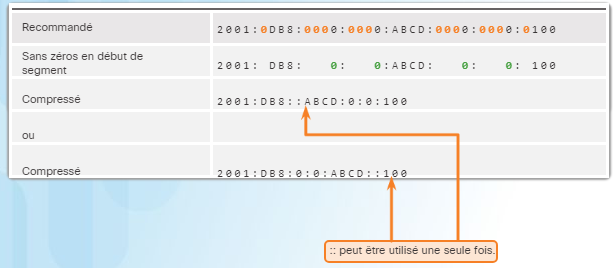 Recommandé 2001:0DB8:0000:0000:ABCD:0000:0000:0100
Sans zéros en début de segment 2001: DB8: 0: 0:ABCD: 0: 0: 100
Compressé 2001:DB8::ABCD:0:0:100
ou
Compressé 2001:DB8:0:0:ABCD::100
:: peut être utilisé une seule fois.